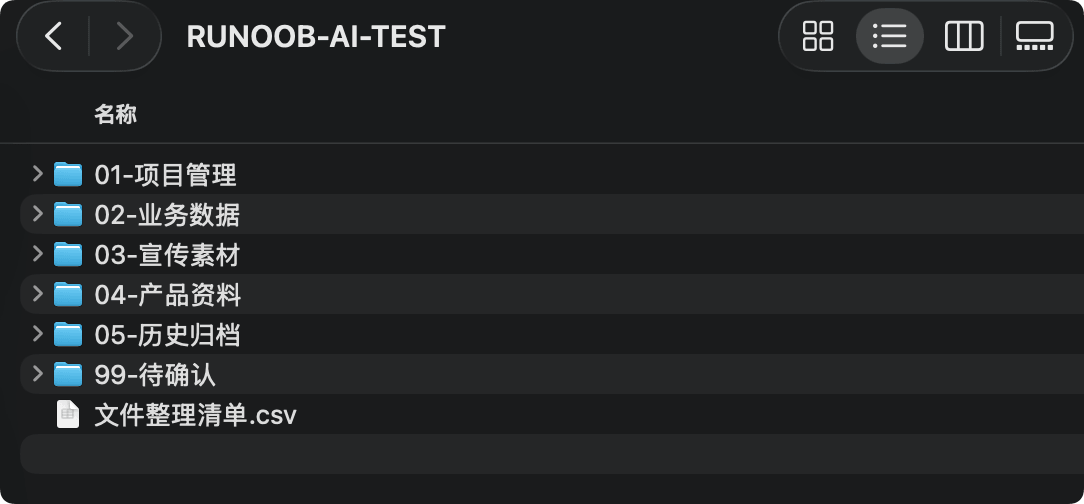 RUNOOB-AI-TEST
名称
01-项目管理
02-业务数据
03-宣传素材
04-产品资料
05-历史归档
99-待确认
文件整理清单.csv